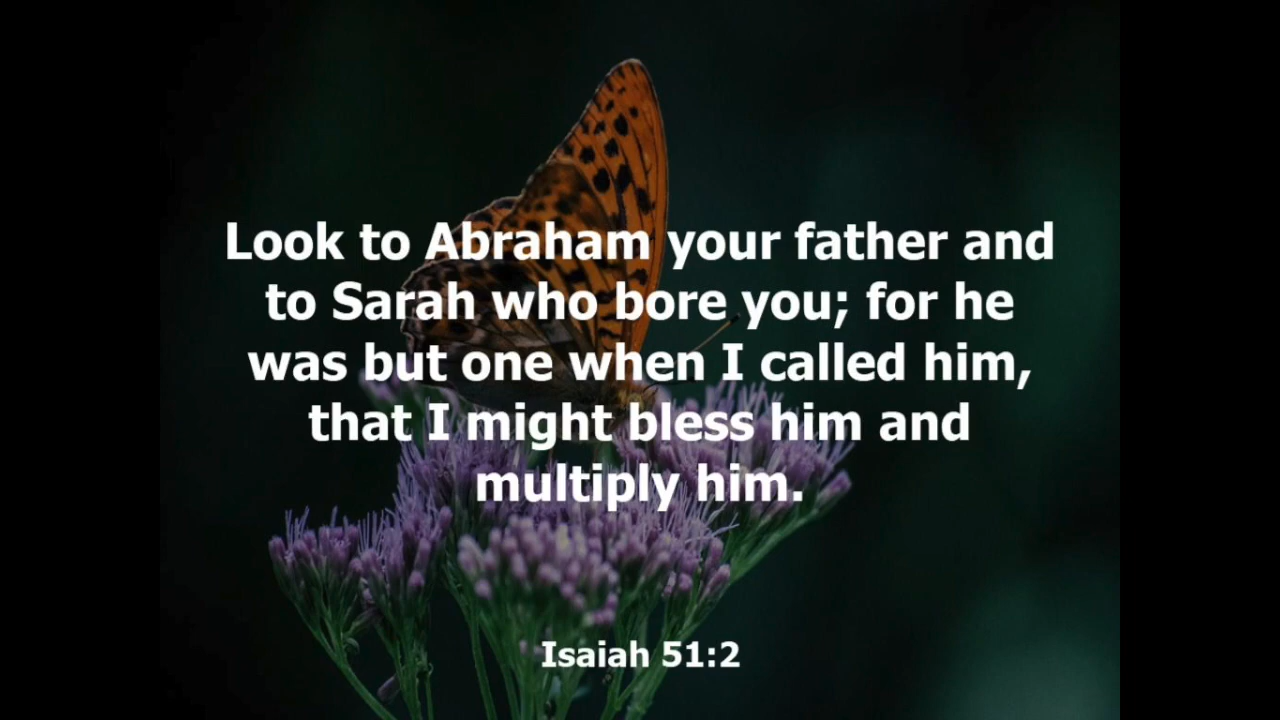 Look to Abraham your father and
to Sarah who bore you; for he
was but one when I called him,
that I might bless him and
multiply him.
Isaiah 51:2